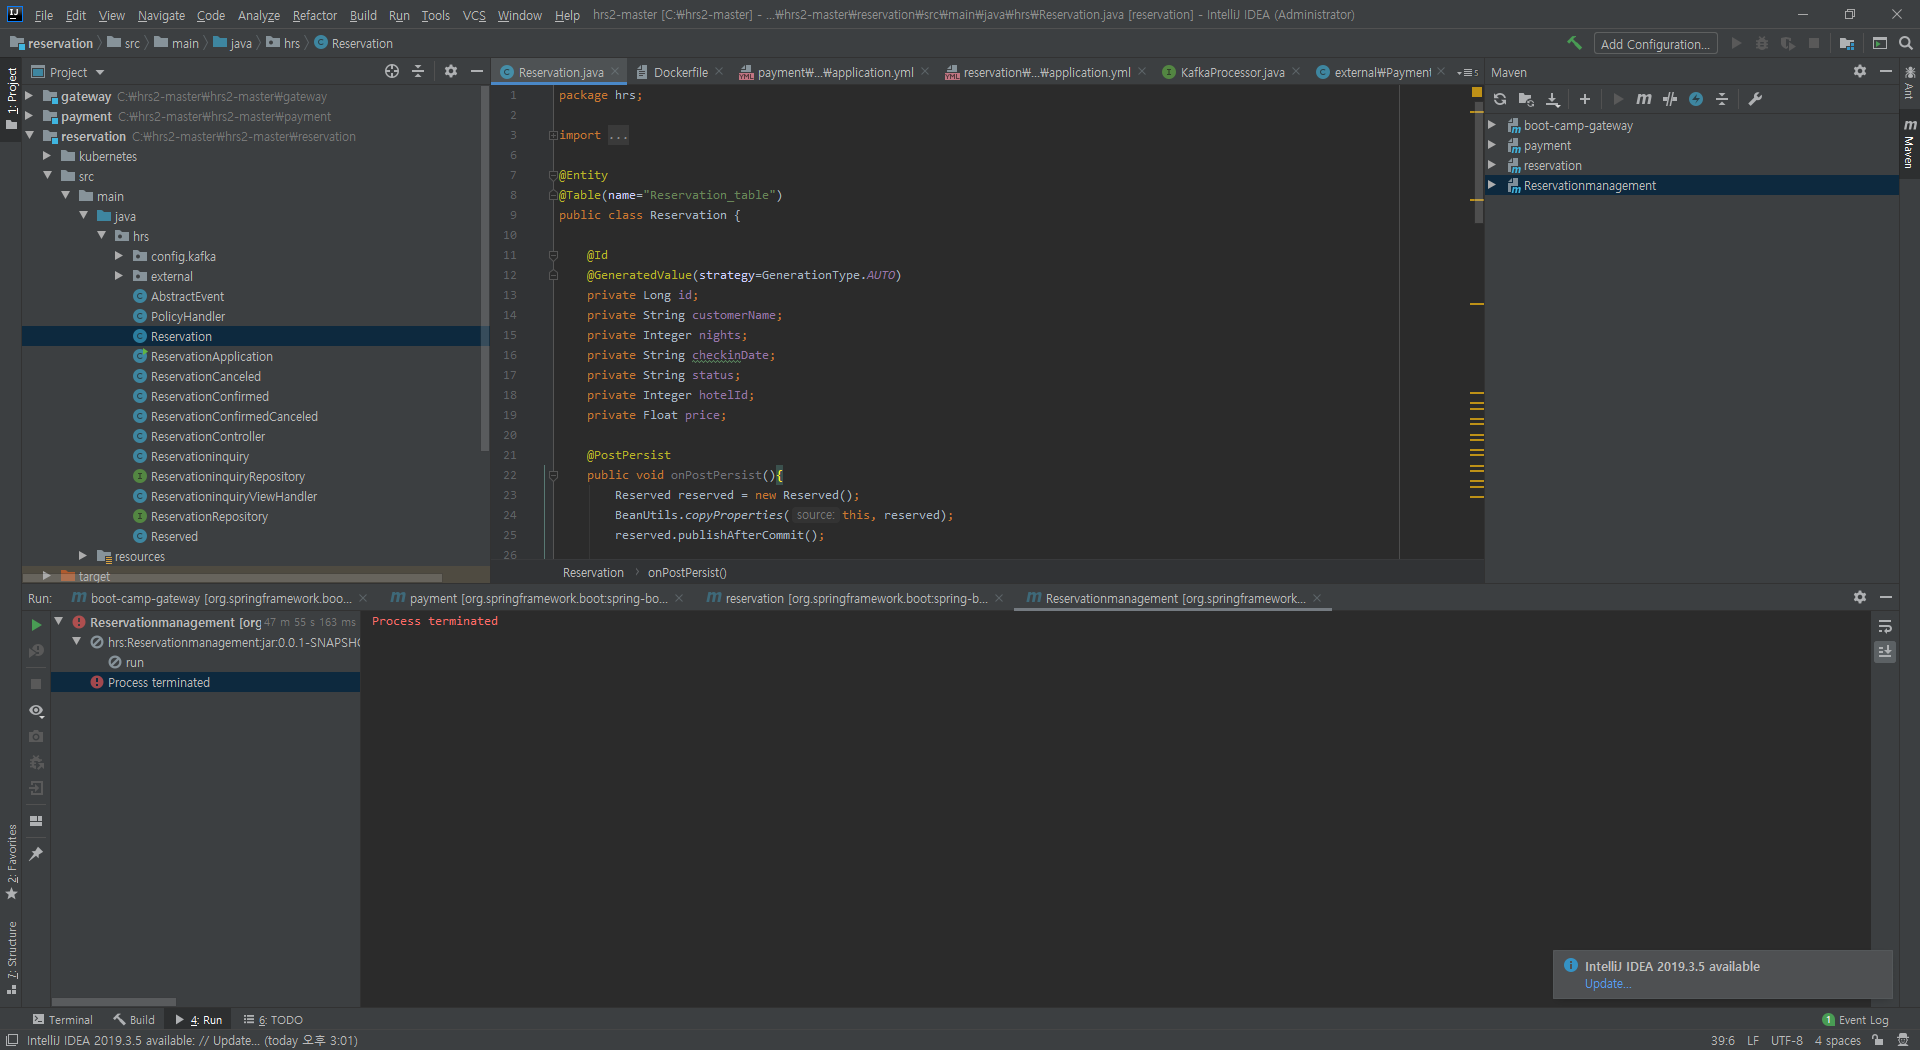 File Edit View Navigate Code Analyze Refactor Build Run Tools VCS Window Help hrs2-master [C:₩hrs2-master] - ...₩hrs2-master₩reservation₩src₩main₩java₩hrs₩Reservation.java [reservation] - IntelliJ IDEA (Administrator)
reservation src main java hrs Reservation
Add Configuration...
1: Project
Project
gateway C:₩hrs2-master₩hrs2-master₩gateway
payment C:₩hrs2-master₩hrs2-master₩payment
reservation C:₩hrs2-master₩hrs2-master₩reservation
kubernetes
src
main
java
hrs
config.kafka
external
AbstractEvent
PolicyHandler
Reservation
ReservationApplication
ReservationCanceled
ReservationConfirmed
ReservationConfirmedCanceled
ReservationController
Reservationinquiry
ReservationinquiryRepository
ReservationinquiryViewHandler
ReservationRepository
Reserved
resources
target
Reservation.java Dockerfile payment₩...₩application.yml reservation₩...₩application.yml KafkaProcessor.java external₩Payment
5
1 package hrs;
2
3 import ...
6
7 @Entity
8 @Table(name="Reservation_table")
9 public class Reservation {
10
11 @Id
12 @GeneratedValue(strategy=GenerationType.AUTO)
13 private Long id;
14 private String customerName;
15 private Integer nights;
16 private String checkinDate;
17 private String status;
18 private Integer hotelId;
19 private Float price;
20
21 @PostPersist
22 public void onPostPersist(){
23 Reserved reserved = new Reserved();
24 BeanUtils.copyProperties( source: this, reserved);
25 reserved.publishAfterCommit();
26
Reservation onPostPersist()
Maven
boot-camp-gateway
payment
reservation
Reservationmanagement
Ant
Maven
Run: boot-camp-gateway [org.springframework.boo... payment [org.springframework.boot:spring-bo... reservation [org.springframework.boot:spring-b... Reservationmanagement [org.springframework...
Reservationmanagement [org 47 m 55 s 163 ms
hrs:Reservationmanagement:jar:0.0.1-SNAPSHO
run
Process terminated
Process terminated
2: Favorites
7: Structure
IntelliJ IDEA 2019.3.5 available
Update...
Terminal Build 4: Run 6: TODO
1 Event Log
IntelliJ IDEA 2019.3.5 available: // Update... (today 오후 3:01)
39:6 LF UTF-8 4 spaces